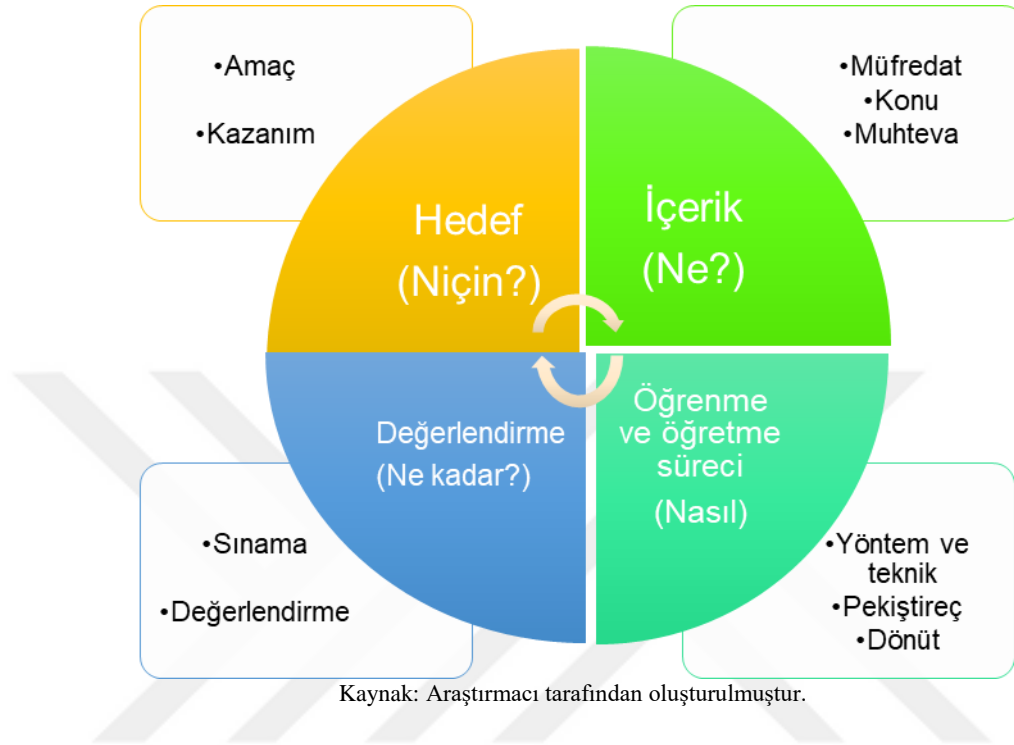 •Amaç
•Kazanım
•Müfredat
•Konu
•Muhteva
Hedef
(Niçin?)
İçerik
(Ne?)
Değerlendirme
(Ne kadar?)
Öğrenme
ve öğretme
süreci
(Nasıl)
•Sınama
•Değerlendirme
•Yöntem ve
teknik
•Pekiştireç
•Dönüt
Kaynak: Araştırmacı tarafından oluşturulmuştur.